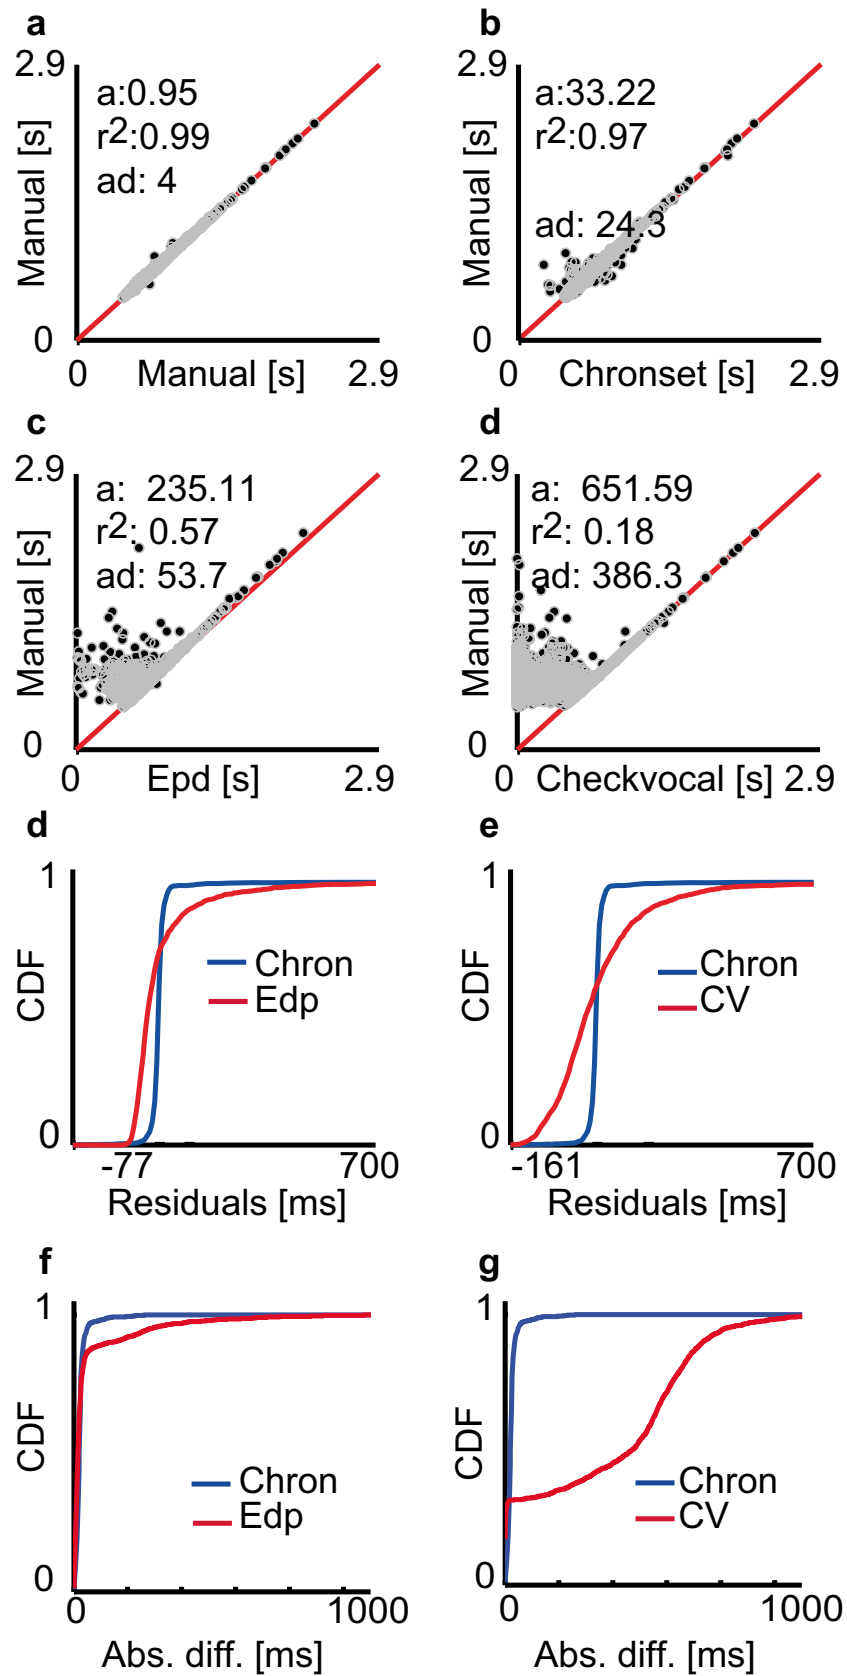 a
2.9
a:0.95
r2:0.99
ad: 4
Manual [s]
0
0
Manual [s]
2.9
b
2.9
a:33.22
r2:0.97
ad: 24.3
Manual [s]
0
0
Chronset [s]
2.9
c
2.9
a: 235.11
r2: 0.57
ad: 53.7
Manual [s]
0
0
Epd [s]
2.9
d
2.9
a: 651.59
r2: 0.18
ad: 386.3
Manual [s]
0
0
Checkvocal [s]
2.9
d
1
CDF
Chron
Edp
0
-77
700
Residuals [ms]
e
1
CDF
Chron
CV
0
-161
700
Residuals [ms]
f
1
CDF
Chron
Edp
0
0
1000
Abs. diff. [ms]
g
1
CDF
Chron
CV
0
0
1000
Abs. diff. [ms]